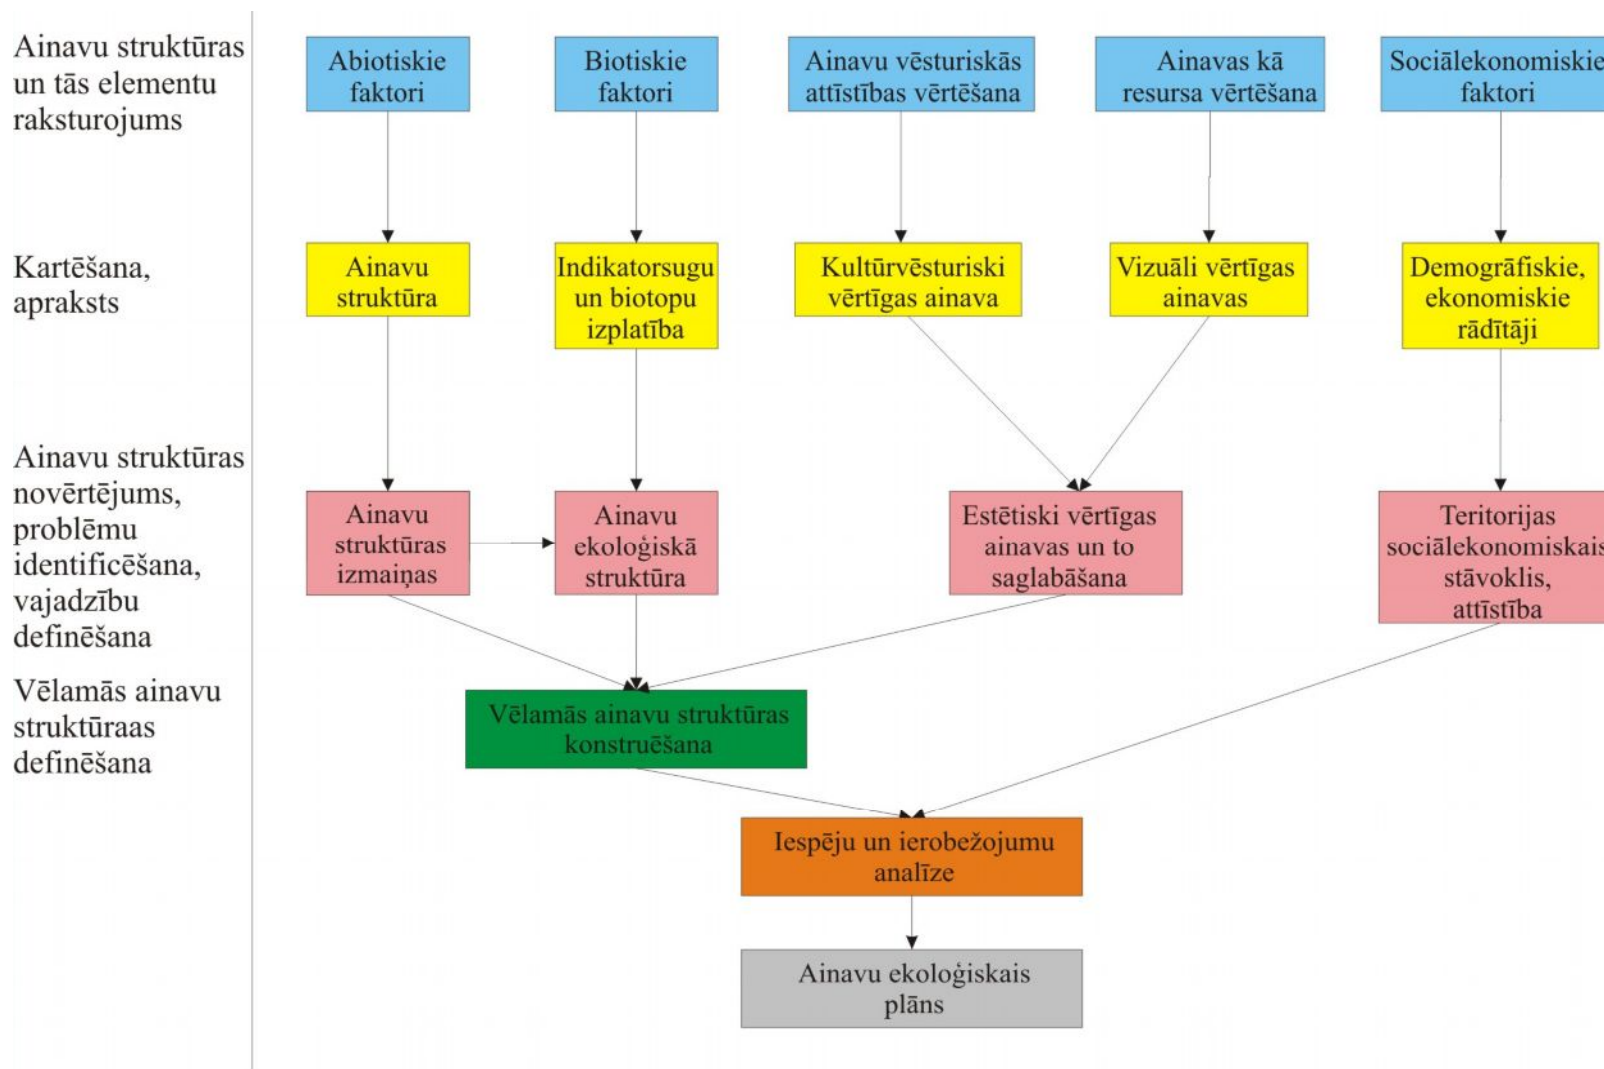 Ainavu struktūras
un tās elementu
raksturojums
Abiotiskie
faktori
Biotiskie
faktori
Ainavu vēsturiskās
attīstības vērtēšana
Ainavas kā
resursa vērtēšana
Sociālekonomiskie
faktori
Kartēšana,
apraksts
Ainavu
struktūra
Indikatorsugu
un biotopu
izplatība
Kultūrvēsturiski
vērtīgas ainava
Vizuāli vērtīgas
ainavas
Demogrāfiskie,
ekonomiskie
rādītāji
Ainavu struktūras
novērtējums,
problēmu
identificēšana,
vajadzību
definēšana
Ainavu
struktūras
izmaiņas
Ainavu
ekoloģiskā
struktūra
Estētiski vērtīgas
ainavas un to
saglabāšana
Teritorijas
sociālekonomiskais
stāvoklis,
attīstība
Vēlamās ainavu
struktūraas
definēšana
Vēlamās ainavu struktūras
konstruēšana
Iespēju un ierobežojumu
analīze
Ainavu ekoloģiskais
plāns